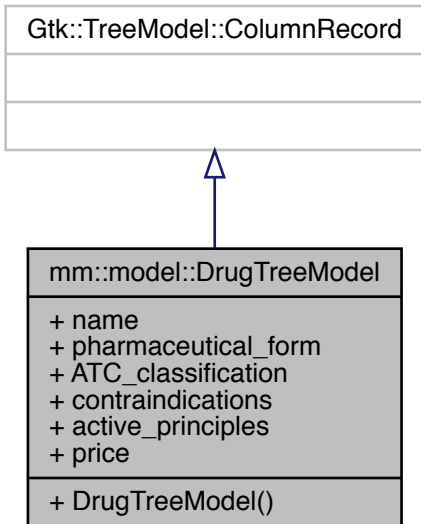 Gtk::TreeModel::ColumnRecord
mm::model::DrugTreeModel
+ name
+ pharmaceutical_form
+ ATC_classification
+ contraindications
+ active_principles
+ price
+ DrugTreeModel()